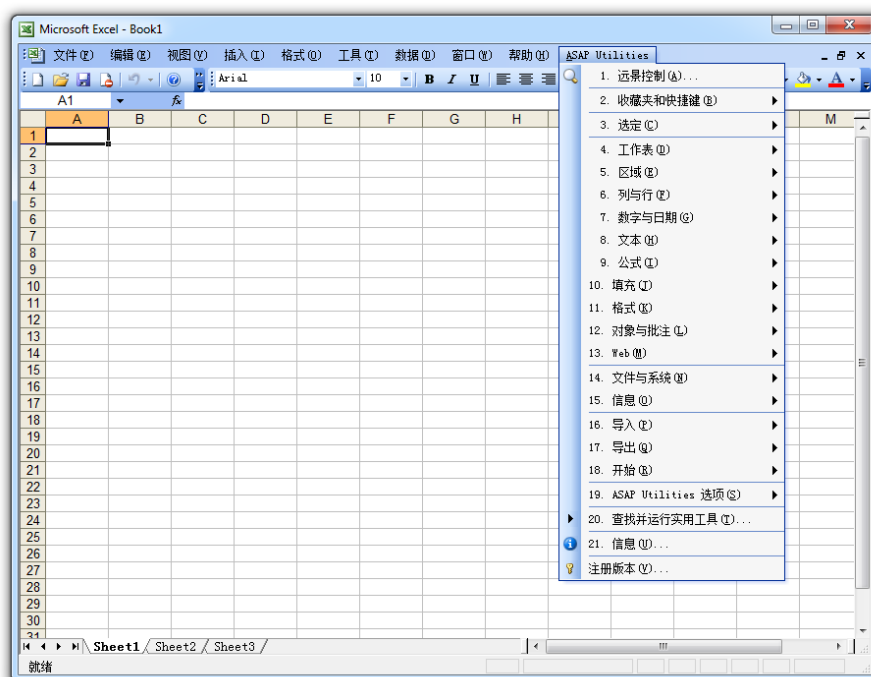 Microsoft Excel - Book1
文件(F) 编辑(E) 视图(V) 插入(I) 格式(O) 工具(T) 数据(D) 窗口(W) 帮助(H) ASAP Utilities
Arial 10 B I U A
A1 fx
A B C D E F G H M
1
2
3
4
5
6
7
8
9
10
11
12
13
14
15
16
17
18
19
20
21
22
23
24
25
26
27
28
29
30
31
1. 远景控制(A)...
2. 收藏夹和快捷键(B)
3. 选定(C)
4. 工作表(D)
5. 区域(E)
6. 列与行(F)
7. 数字与日期(G)
8. 文本(H)
9. 公式(I)
10. 填充(J)
11. 格式(K)
12. 对象与批注(L)
13. Web(M)
14. 文件与系统(N)
15. 信息(O)
16. 导入(P)
17. 导出(Q)
18. 开始(R)
19. ASAP Utilities 选项(S)
20. 查找并运行实用工具(T)...
21. 信息(U)...
注册版本(V)...
Sheet1 Sheet2 Sheet3
就绪